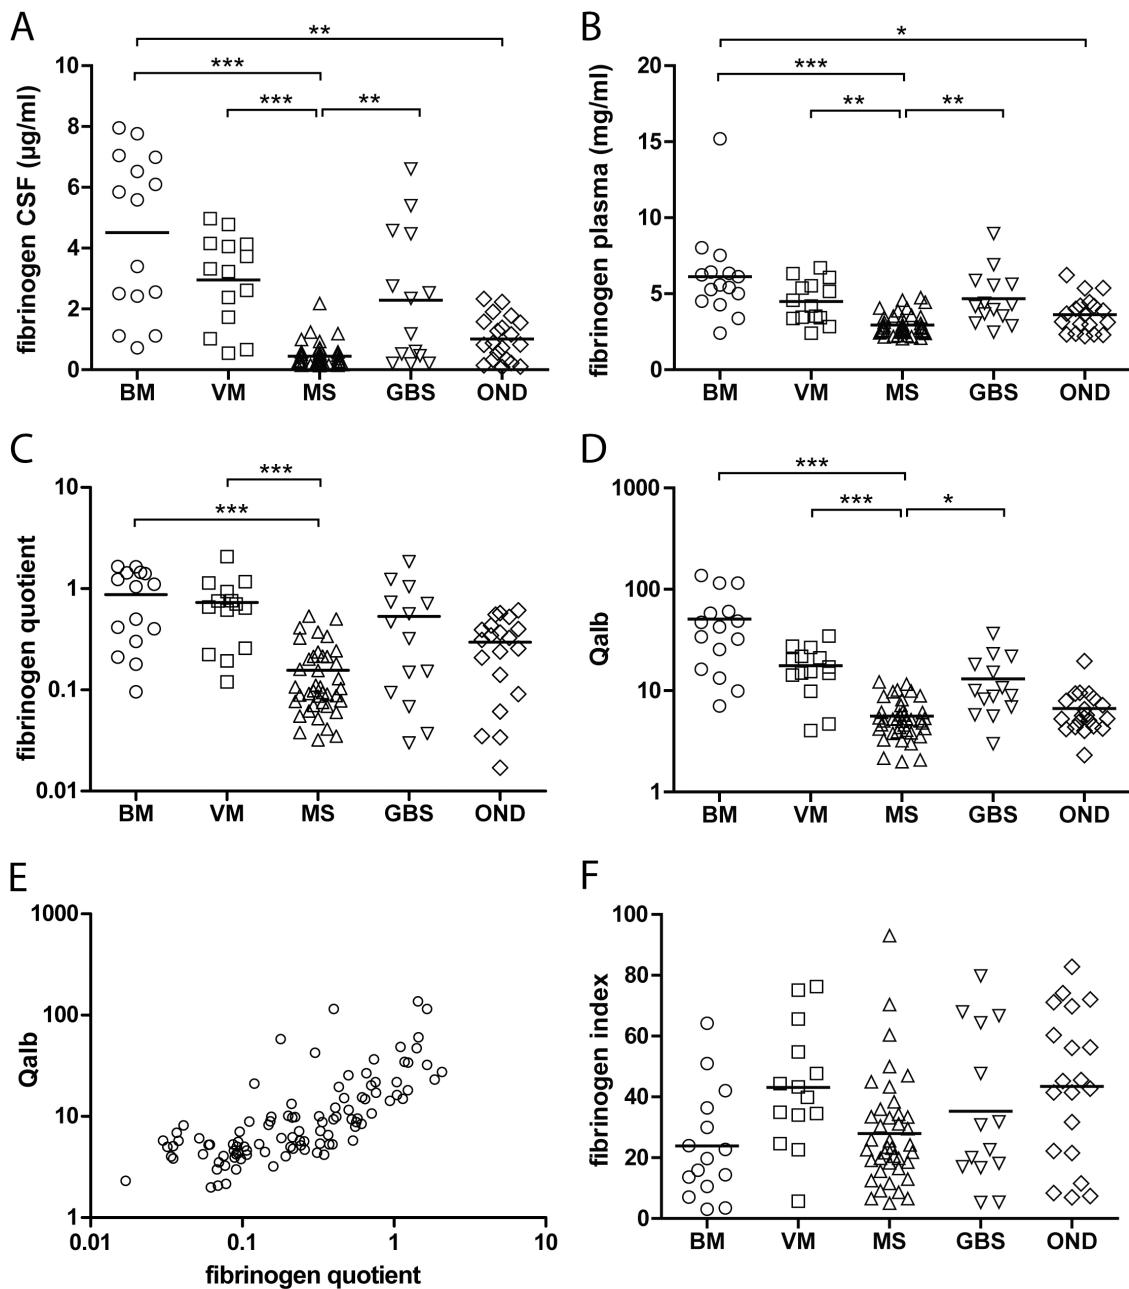 A
**
***
***
**
10
8
6
4
2
0
fibrinogen CSF (µg/ml)
BM VM MS GBS OND
B
*
***
**
**
20
15
10
5
0
fibrinogen plasma (mg/ml)
BM VM MS GBS OND
C
***
***
10
1
0.1
0.01
fibrinogen quotient
BM VM MS GBS OND
D
***
***
*
1000
100
10
1
Qalb
BM VM MS GBS OND
E
1000
100
10
1
Qalb
0.01 0.1 1 10
fibrinogen quotient
F
100
80
60
40
20
0
fibrinogen index
BM VM MS GBS OND